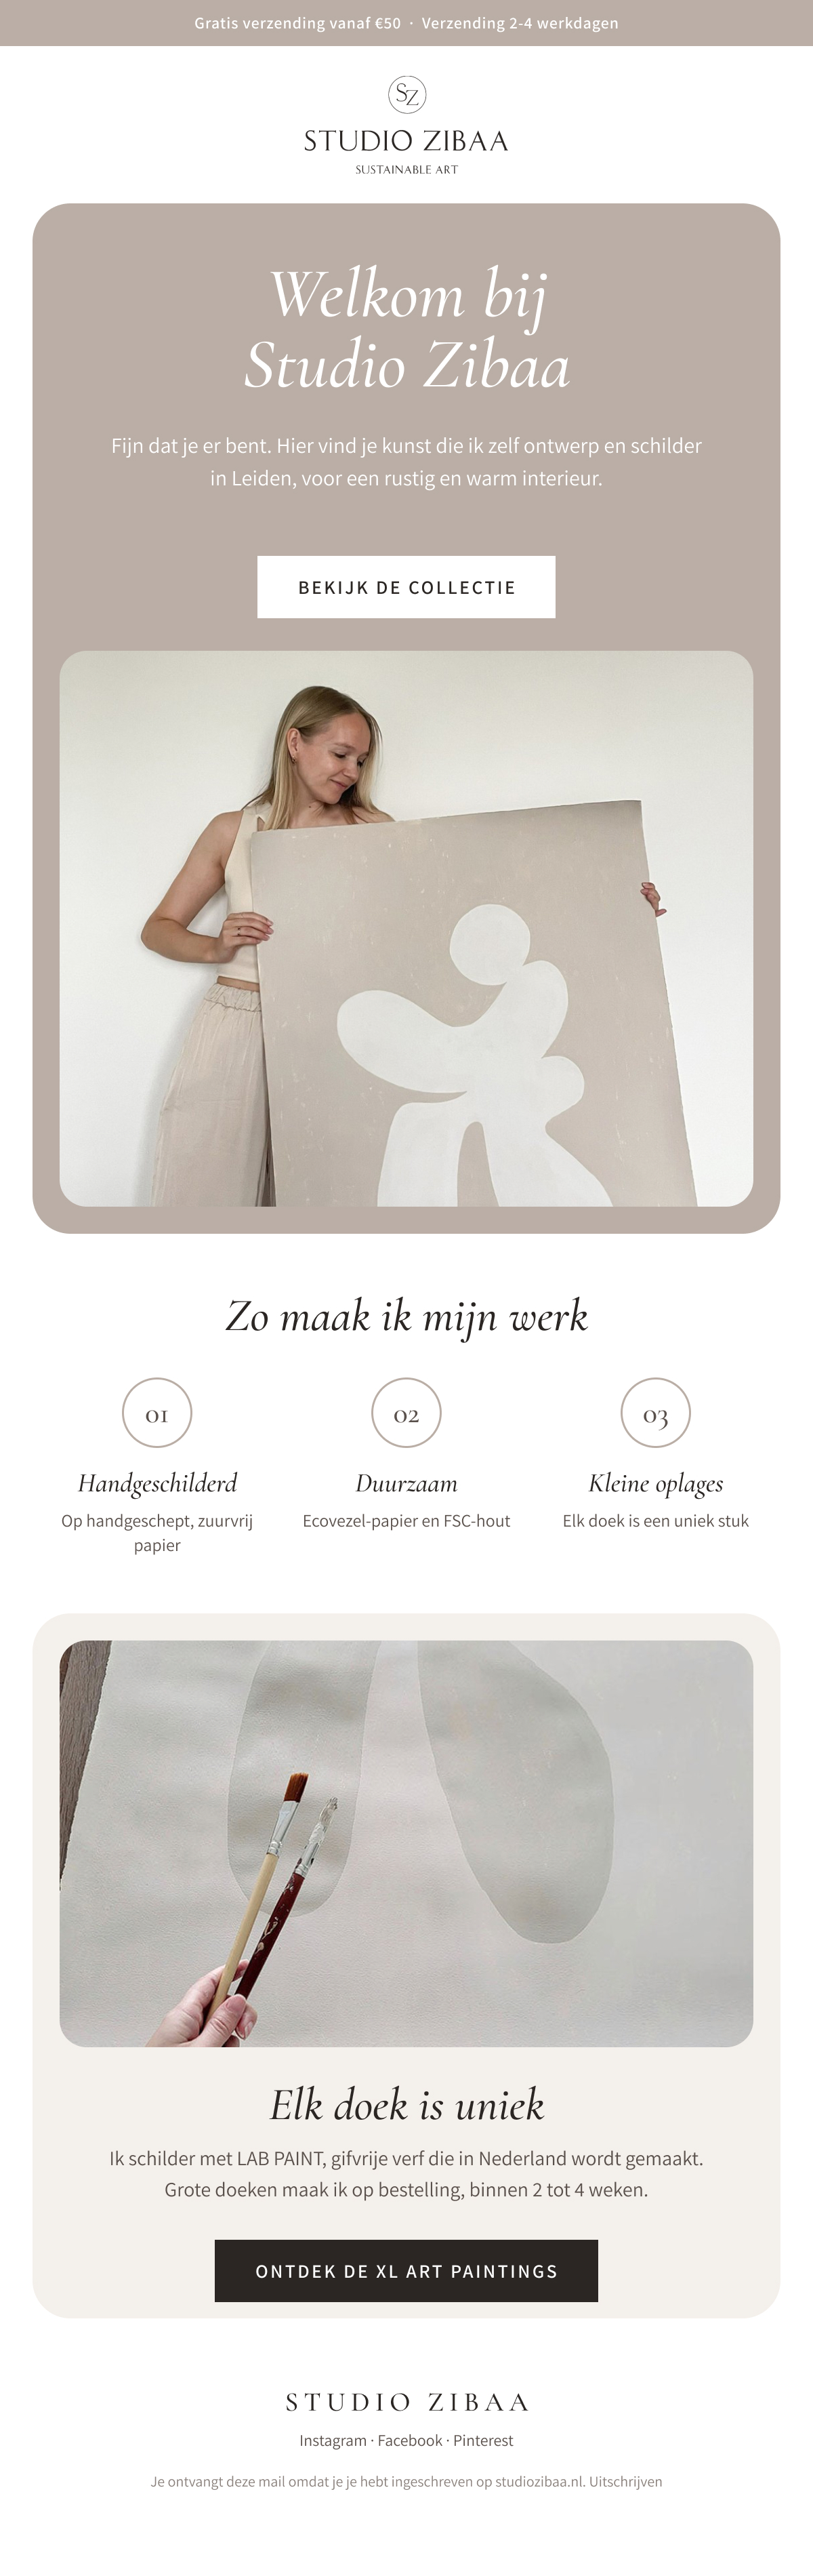 Gratis verzending vanaf €50 · Verzending 2-4 werkdagen
SZ
STUDIO ZIBAA
SUSTAINABLE ART
Welkom bij
Studio Zibaa
Fijn dat je er bent. Hier vind je kunst die ik zelf ontwerp en schilder
in Leiden, voor een rustig en warm interieur.
BEKIJK DE COLLECTIE
Zo maak ik mijn werk
01
02
03
Handgeschilderd
Duurzaam
Kleine oplages
Op handgeschept, zuurvrij
papier
Ecovezel-papier en FSC-hout
Elk doek is een uniek stuk
Elk doek is uniek
Ik schilder met LAB PAINT, gifvrije verf die in Nederland wordt gemaakt.
Grote doeken maak ik op bestelling, binnen 2 tot 4 weken.
ONTDEK DE XL ART PAINTINGS
STUDIO ZIBAA
Instagram · Facebook · Pinterest
Je ontvangt deze mail omdat je je hebt ingeschreven op studiozibaa.nl. Uitschrijven